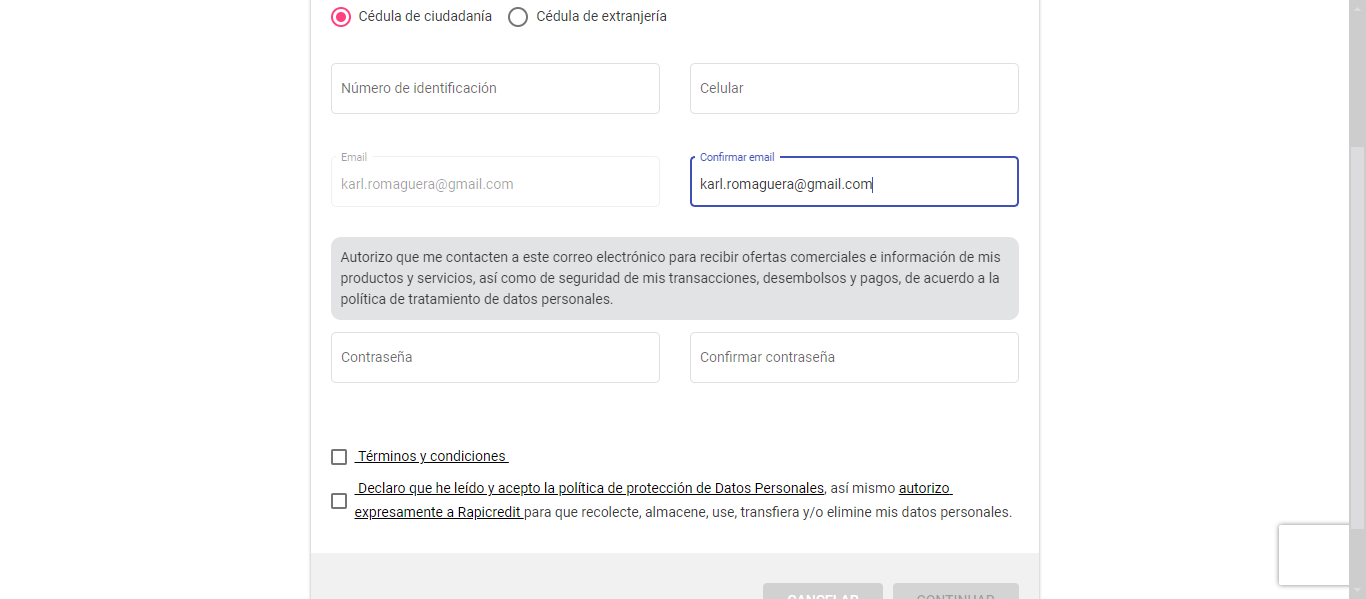 Cédula de ciudadanía Cédula de extranjería
Número de identificación Celular
Email Confirmar email
karl.romaguera@gmail.com karl.romaguera@gmail.com
Autorizo que me contacten a este correo electrónico para recibir ofertas comerciales e información de mis
productos y servicios, así como de seguridad de mis transacciones, desembolsos y pagos, de acuerdo a la
política de tratamiento de datos personales.
Contraseña Confirmar contraseña
Términos y condiciones
Declaro que he leído y acepto la política de protección de Datos Personales, así mismo autorizo
expresamente a Rapicredit para que recolecte, almacene, use, transfiera y/o elimine mis datos personales.
CANCELAR CONTINUAR